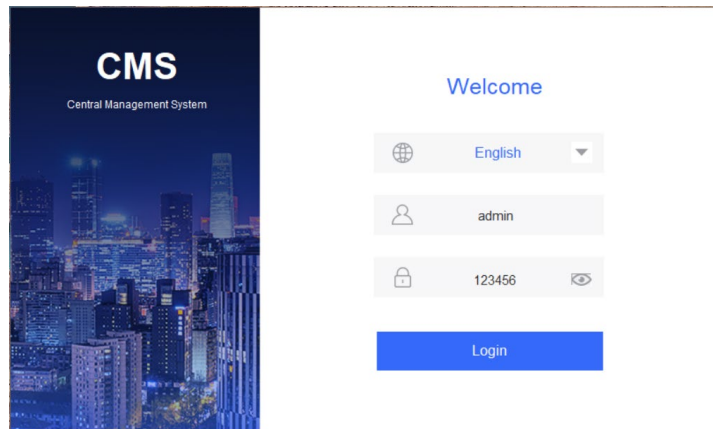 CMS
Central Management System
Welcome
English
admin
123456
Login